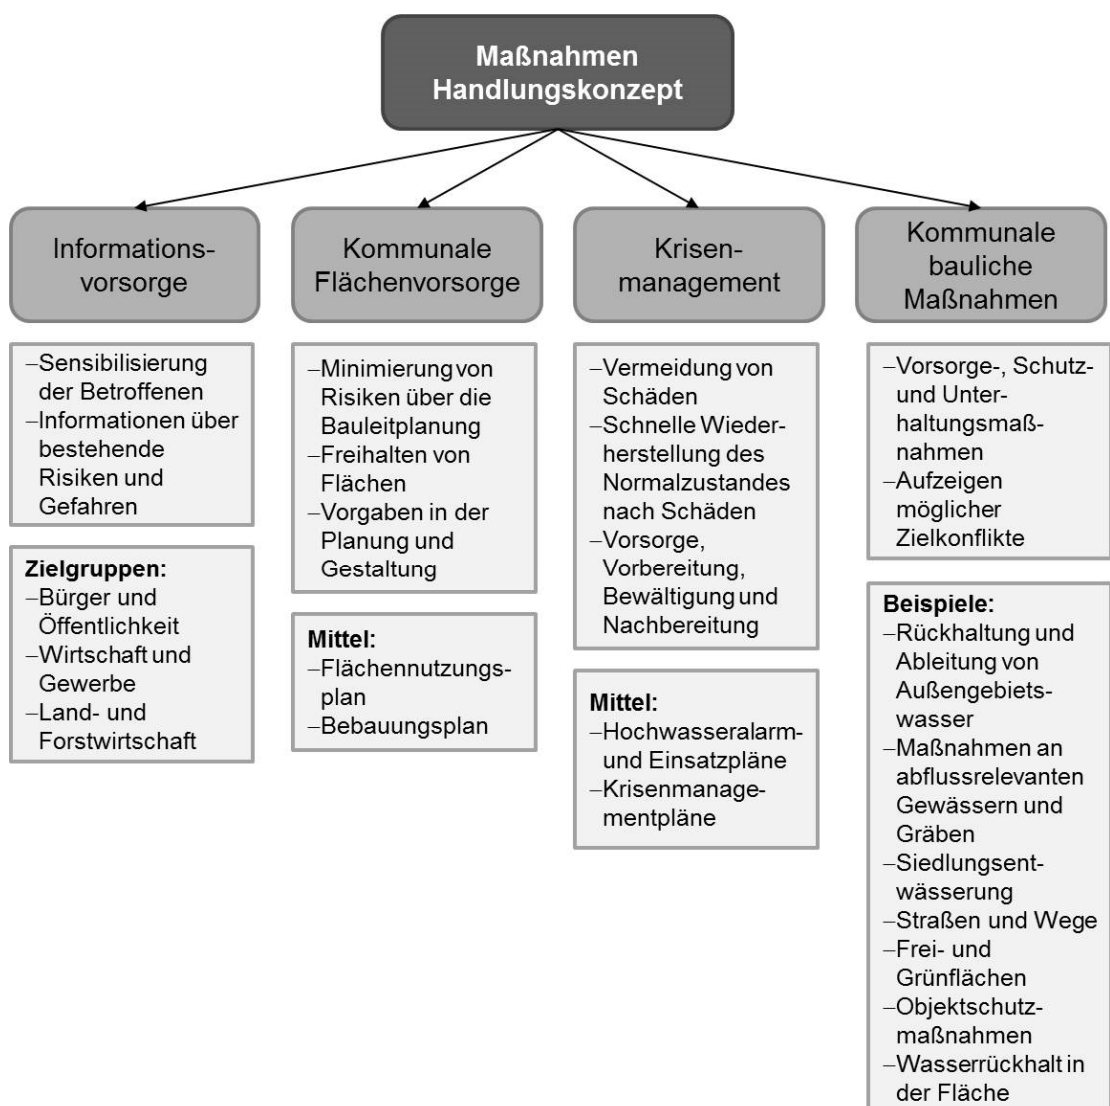 Maßnahmen
Handlungskonzept
Informations-
vorsorge
–Sensibilisierung
der Betroffenen
–Informationen über
bestehende
Risiken und
Gefahren
Zielgruppen:
–Bürger und
Öffentlichkeit
–Wirtschaft und
Gewerbe
–Land- und
Forstwirtschaft
Kommunale
Flächenvorsorge
–Minimierung von
Risiken über die
Bauleitplanung
–Freihalten von
Flächen
–Vorgaben in der
Planung und
Gestaltung
Mittel:
–Flächennutzungs-
plan
–Bebauungsplan
Krisen-
management
–Vermeidung von
Schäden
–Schnelle Wieder-
herstellung des
Normalzustandes
nach Schäden
–Vorsorge,
Vorbereitung,
Bewältigung und
Nachbereitung
Mittel:
–Hochwasseralarm-
und Einsatzpläne
–Krisenmanage-
mentpläne
Kommunale
bauliche
Maßnahmen
–Vorsorge-, Schutz-
und Unter-
haltungsmaß-
nahmen
–Aufzeigen
möglicher
Zielkonflikte
Beispiele:
–Rückhaltung und
Ableitung von
Außengebiets-
wasser
–Maßnahmen an
abflussrelevanten
Gewässern und
Gräben
–Siedlungsent-
wässerung
–Straßen und Wege
–Frei- und
Grünflächen
–Objektschutz-
maßnahmen
–Wasserrückhalt in
der Fläche